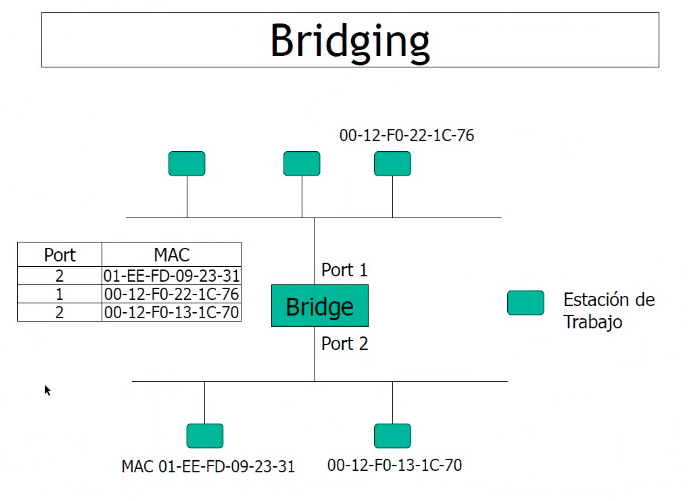 Bridging
00-12-F0-22-1C-76
Port MAC
2 01-EE-FD-09-23-31
1 00-12-F0-22-1C-76
2 00-12-F0-13-1C-70
Port 1
Bridge
Port 2
Estación de
Trabajo
MAC 01-EE-FD-09-23-31
00-12-F0-13-1C-70